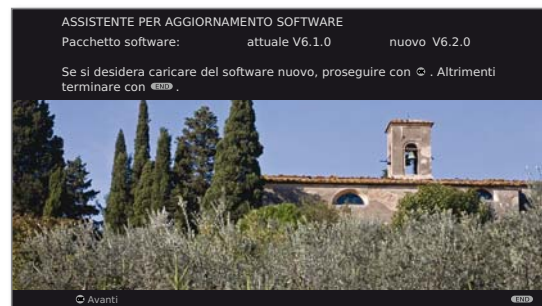 ASSISTENTE PER AGGIORNAMENTO SOFTWARE
Pacchetto software: attuale V6.1.0 nuovo V6.2.0
Se si desidera caricare del software nuovo, proseguire con . Altrimenti
terminare con END .
Avanti END